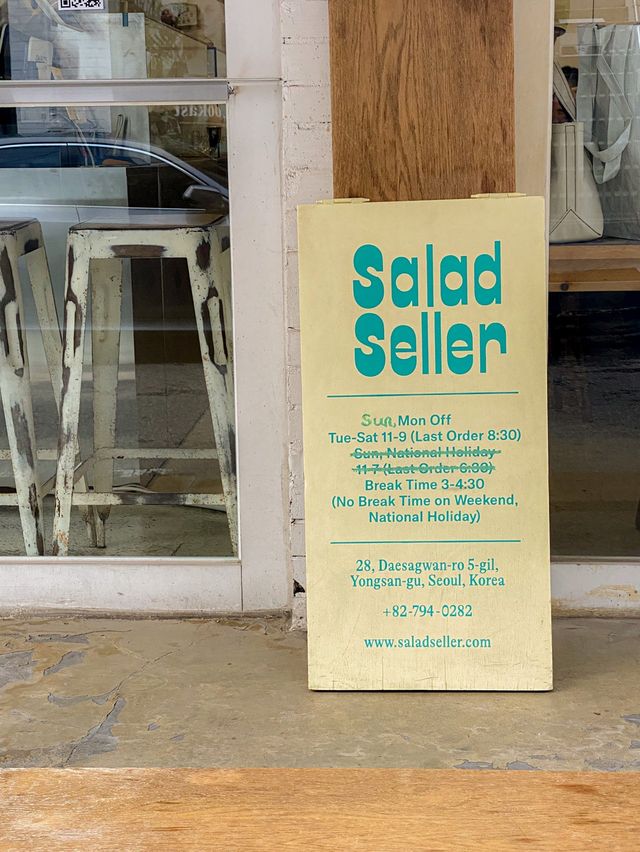 Salad
Seller
Sun, Mon Off
Tue-Sat 11-9 (Last Order 8:30)
Sun, National Holiday
11-7 (Last Order 6:30)
Break Time 3-4:30
(No Break Time on Weekend,
National Holiday)
28, Daesagwan-ro 5-gil,
Yongsan-gu, Seoul, Korea
+82-794-0282
www.saladseller.com